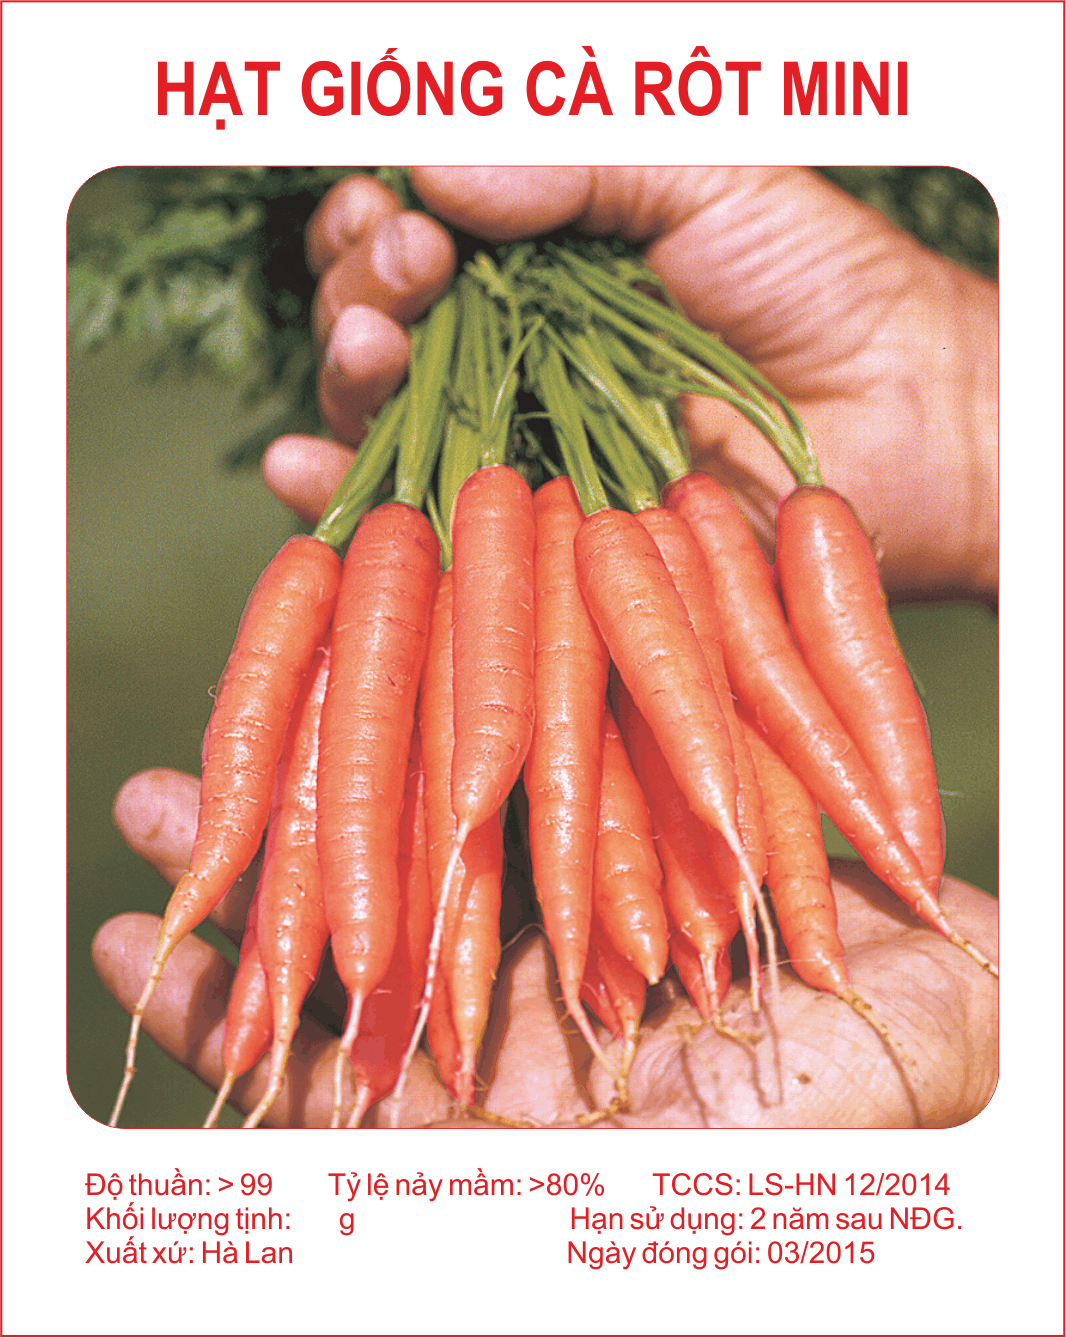 HẠT GIỐNG CÀ RÔT MINI
Độ thuần: > 99 Tỷ lệ nảy mầm: >80% TCCS: LS-HN 12/2014
Khối lượng tịnh: g Hạn sử dụng: 2 năm sau NĐG.
Xuất xứ: Hà Lan Ngày đóng gói: 03/2015